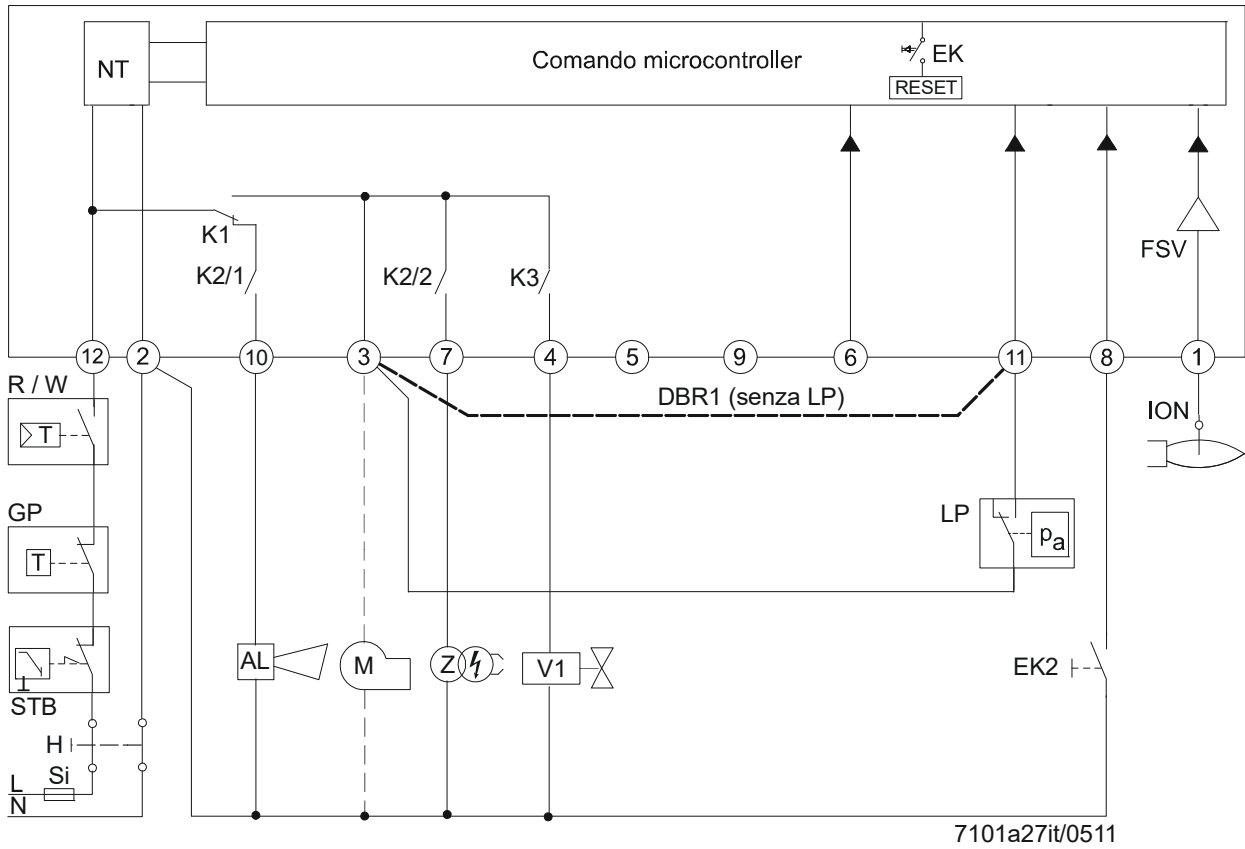 NT
Comando microcontroller
EK
RESET
FSV
K1
K2/1
K2/2
K3
12
2
10
3
7
4
5
9
6
11
8
1
R / W
T
DBR1 (senza LP)
ION
GP
T
LP
pa
STB
AL
M
Z
V1
EK2
H
Si
L
N
7101a27it/0511